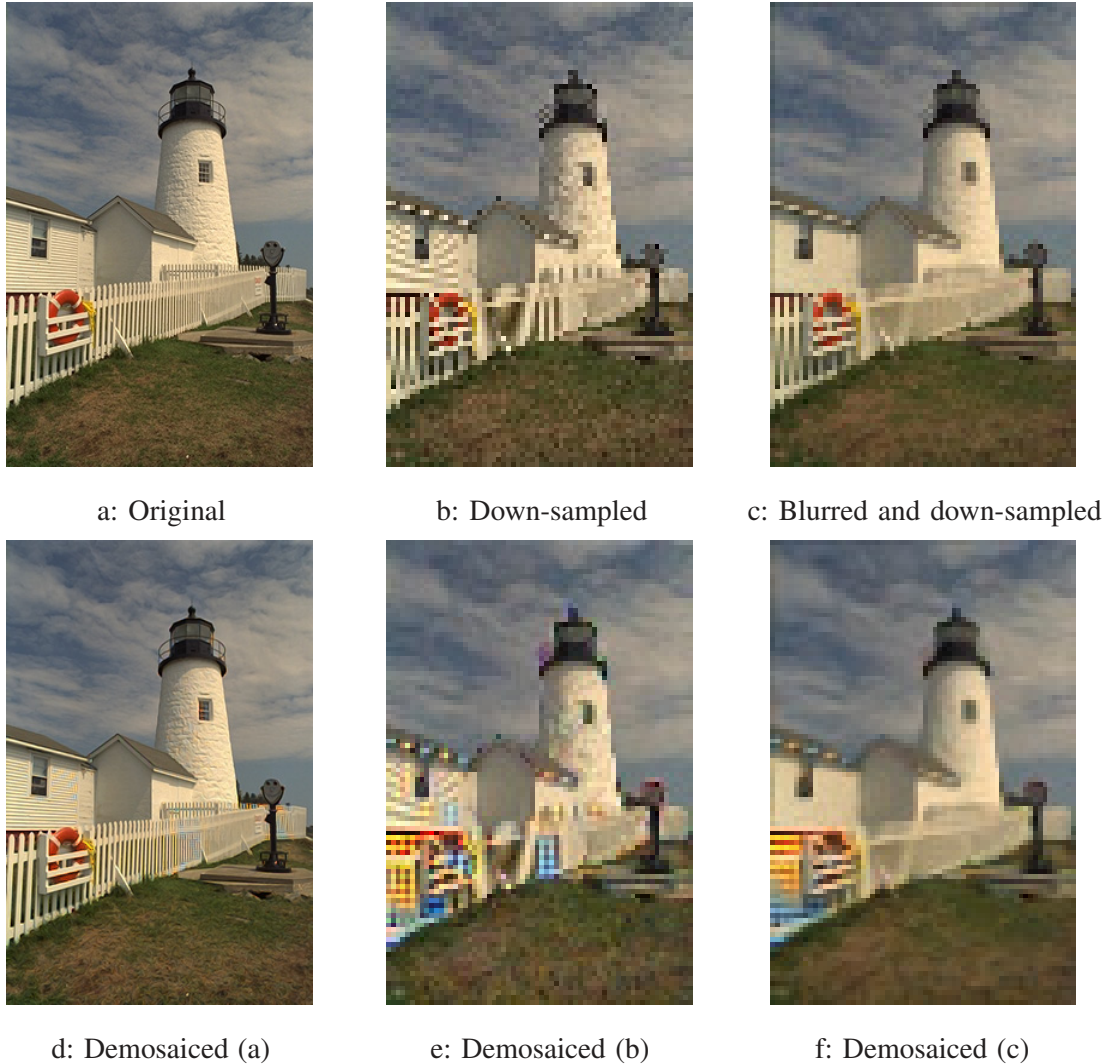 a: Original
b: Down-sampled
c: Blurred and down-sampled
d: Demosaiced (a)
e: Demosaiced (b)
f: Demosaiced (c)